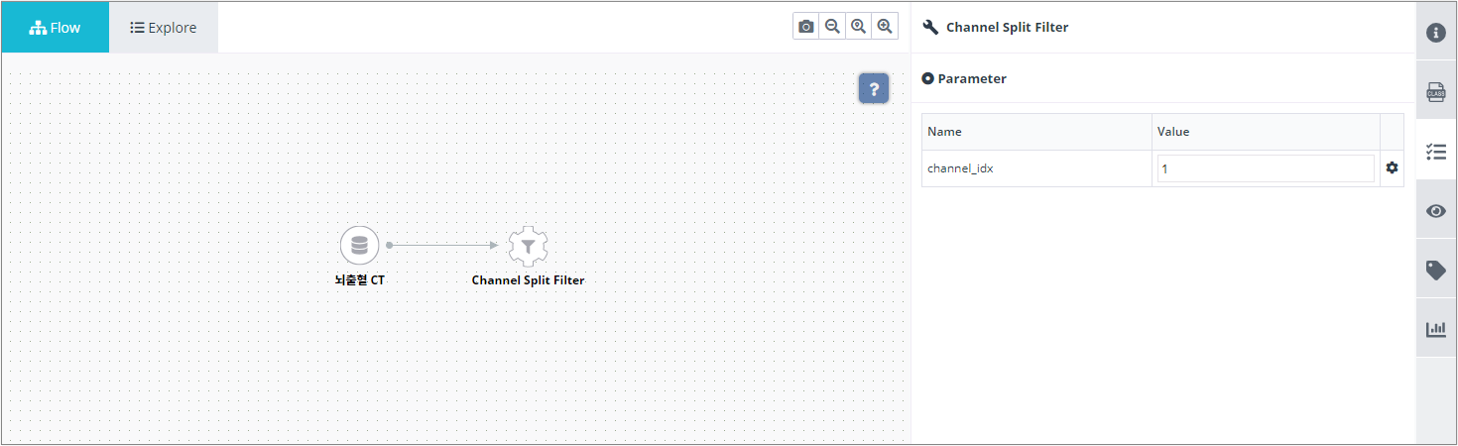 Flow
Explore
?
뇌출혈 CT
Channel Split Filter
Channel Split Filter
Parameter
Name Value
channel_idx 1
CLASS